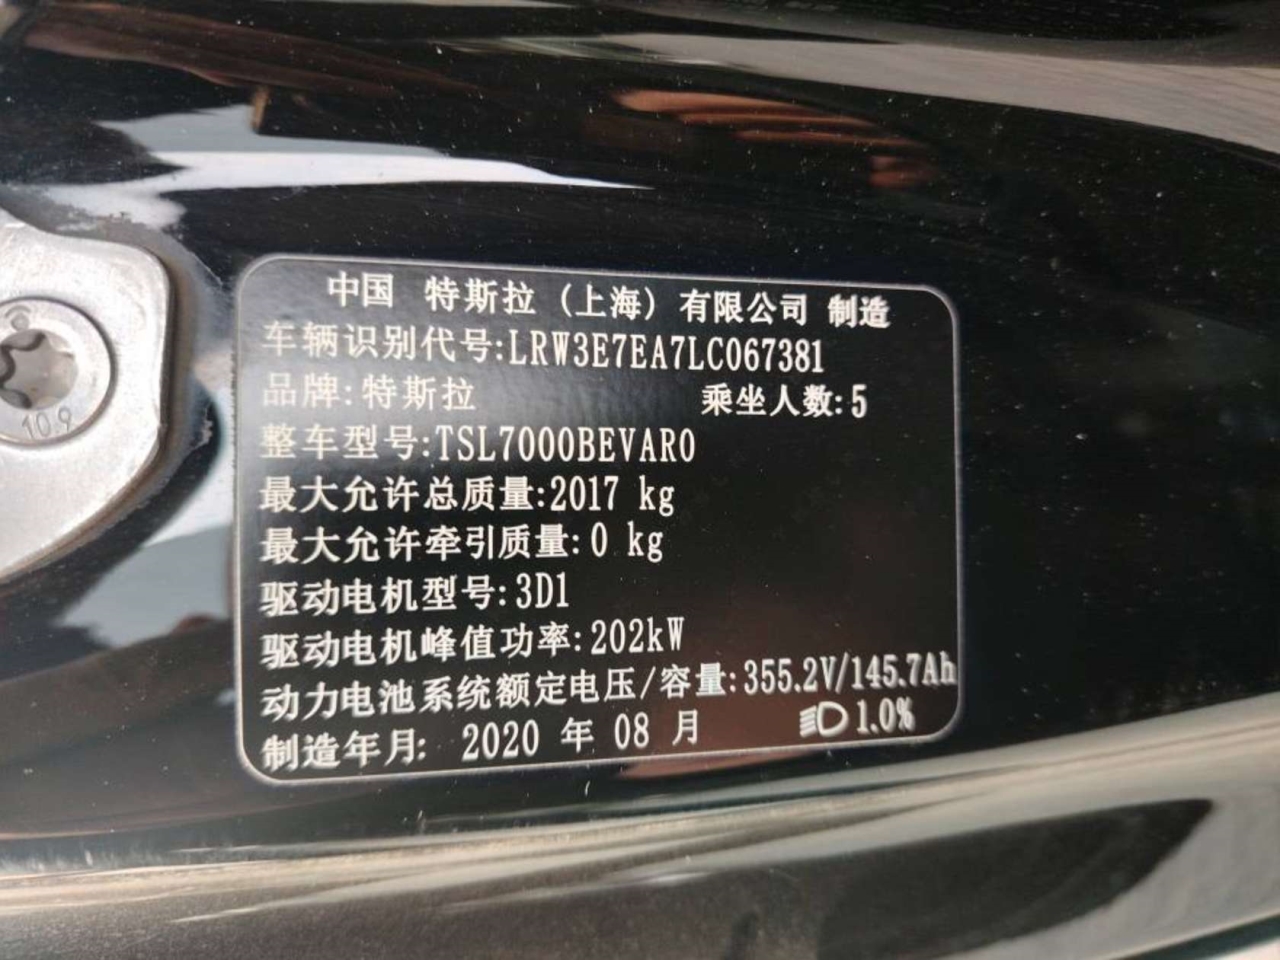 中国 特斯拉（上海）有限公司 制造
车辆识别代号:LRW3E7EA7LC067381
品牌:特斯拉 乘坐人数:5
整车型号:TSL7000BEVAR0
最大允许总质量:2017 kg
最大允许牵引质量:0 kg
驱动电机型号:3D1
驱动电机峰值功率:202kW
动力电池系统额定电压/容量:355.2V/145.7Ah
制造年月: 2020 年 08 月 1.0%
10.9